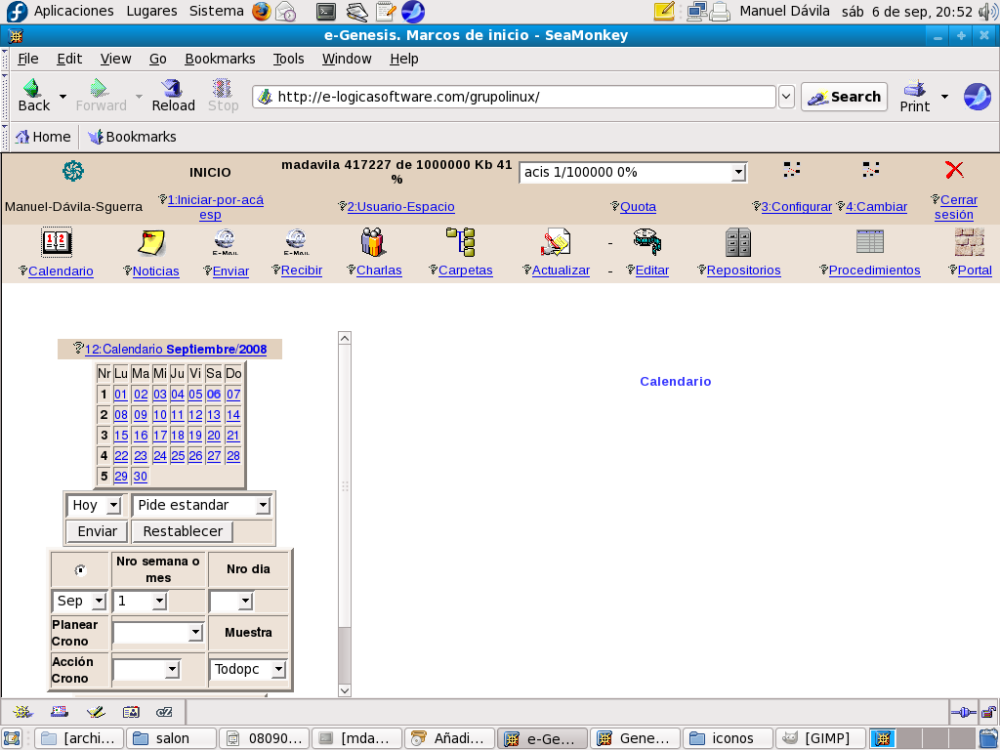 Aplicaciones Lugares Sistema Manuel Dávila sáb 6 de sep, 20:52
e-Genesis. Marcos de inicio - SeaMonkey
File Edit View Go Bookmarks Tools Window Help
Back Forward Reload Stop http://e-logicasoftware.com/grupolinux/ Search Print
Home Bookmarks
INICIO madavila 417227 de 1000000 Kb 41 % acis 1/100000 0%
Manuel-Dávila-Sguerra ?1:Iniciar-por-acá esp ?2:Usuario-Espacio ?Quota ?3:Configurar ?4:Cambiar ?Cerrar sesión
E-MAIL E-MAIL -
?Calendario ?Noticias ?Enviar ?Recibir ?Charlas ?Carpetas ?Actualizar - ?Editar ?Repositorios ?Procedimientos ?Portal
?12:Calendario Septiembre/2008
Nr Lu Ma Mi Ju Vi Sa Do
1 01 02 03 04 05 06 07
2 08 09 10 11 12 13 14
3 15 16 17 18 19 20 21
4 22 23 24 25 26 27 28
5 29 30
Hoy Pide estandar
Enviar Restablecer
Nro semana o mes Nro dia
Sep 1
Planear Crono Muestra
Acción Crono Todopc
Calendario
cZ
[archi... salon 08090... [mda... Añadi... e-Ge... Gene... iconos [GIMP]